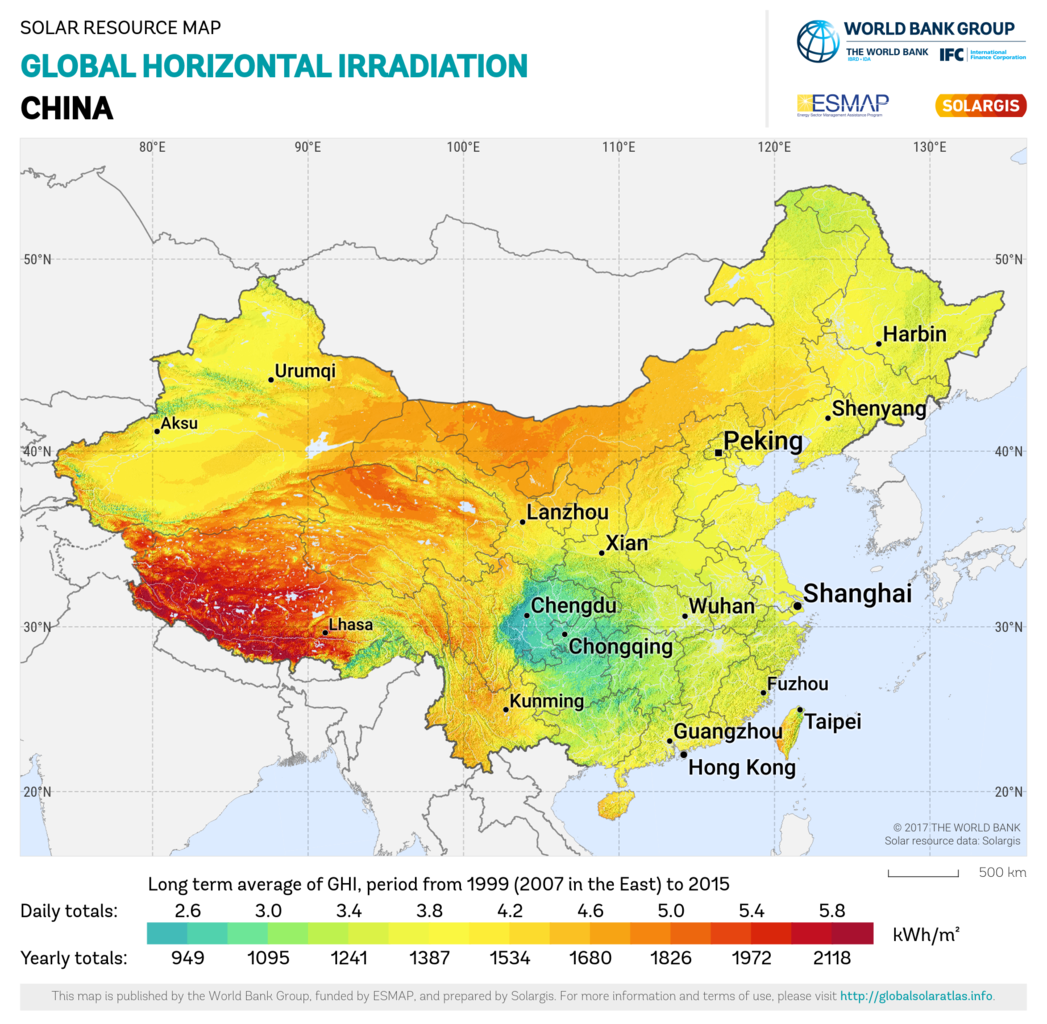 SOLAR RESOURCE MAP
GLOBAL HORIZONTAL IRRADIATION
CHINA
WORLD BANK GROUP
THE WORLD BANK
IBRD • IDA
IFC
International
Finance Corporation
ESMAP
Energy Sector Management Assistance Program
SOLARGIS
80°E 90°E 100°E 110°E 120°E 130°E
50°N 50°N
Harbin
Urumqi
Shenyang
Aksu
Peking
40°N 40°N
Lanzhou
Xian
Shanghai
Chengdu
Wuhan
Lhasa
30°N 30°N
Chongqing
Fuzhou
Kunming
Taipei
Guangzhou
Hong Kong
20°N 20°N
© 2017 THE WORLD BANK
Solar resource data: Solargis
500 km
Long term average of GHI, period from 1999 (2007 in the East) to 2015
Daily totals: 2.6 3.0 3.4 3.8 4.2 4.6 5.0 5.4 5.8
kWh/m²
Yearly totals: 949 1095 1241 1387 1534 1680 1826 1972 2118
This map is published by the World Bank Group, funded by ESMAP, and prepared by Solargis. For more information and terms of use, please visit http://globalsolaratlas.info.